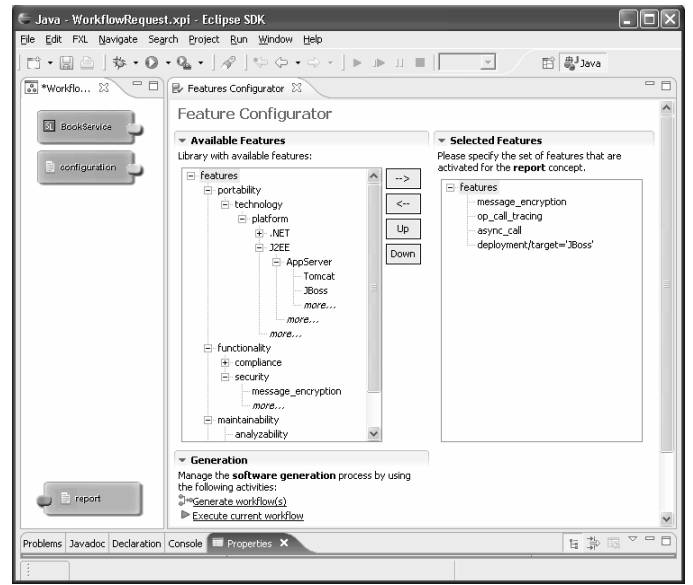 Java - WorkflowRequest.xpi - Eclipse SDK
File Edit FXL Navigate Search Project Run Window Help
Java
*Workflo...
Features Configurator
BookService
configuration
report
Feature Configurator
Available Features
Library with available features:
features
portability
technology
platform
.NET
J2EE
AppServer
Tomcat
JBoss
more...
more...
more...
functionality
compliance
security
message_encryption
more...
maintainability
analyzability
-->
<--
Up
Down
Selected Features
Please specify the set of features that are
activated for the report concept.
features
message_encryption
op_call_tracing
async_call
deployment/target='JBoss'
Generation
Manage the software generation process by using
the following activities:
Generate workflow(s)
Execute current workflow
Problems Javadoc Declaration Console Properties